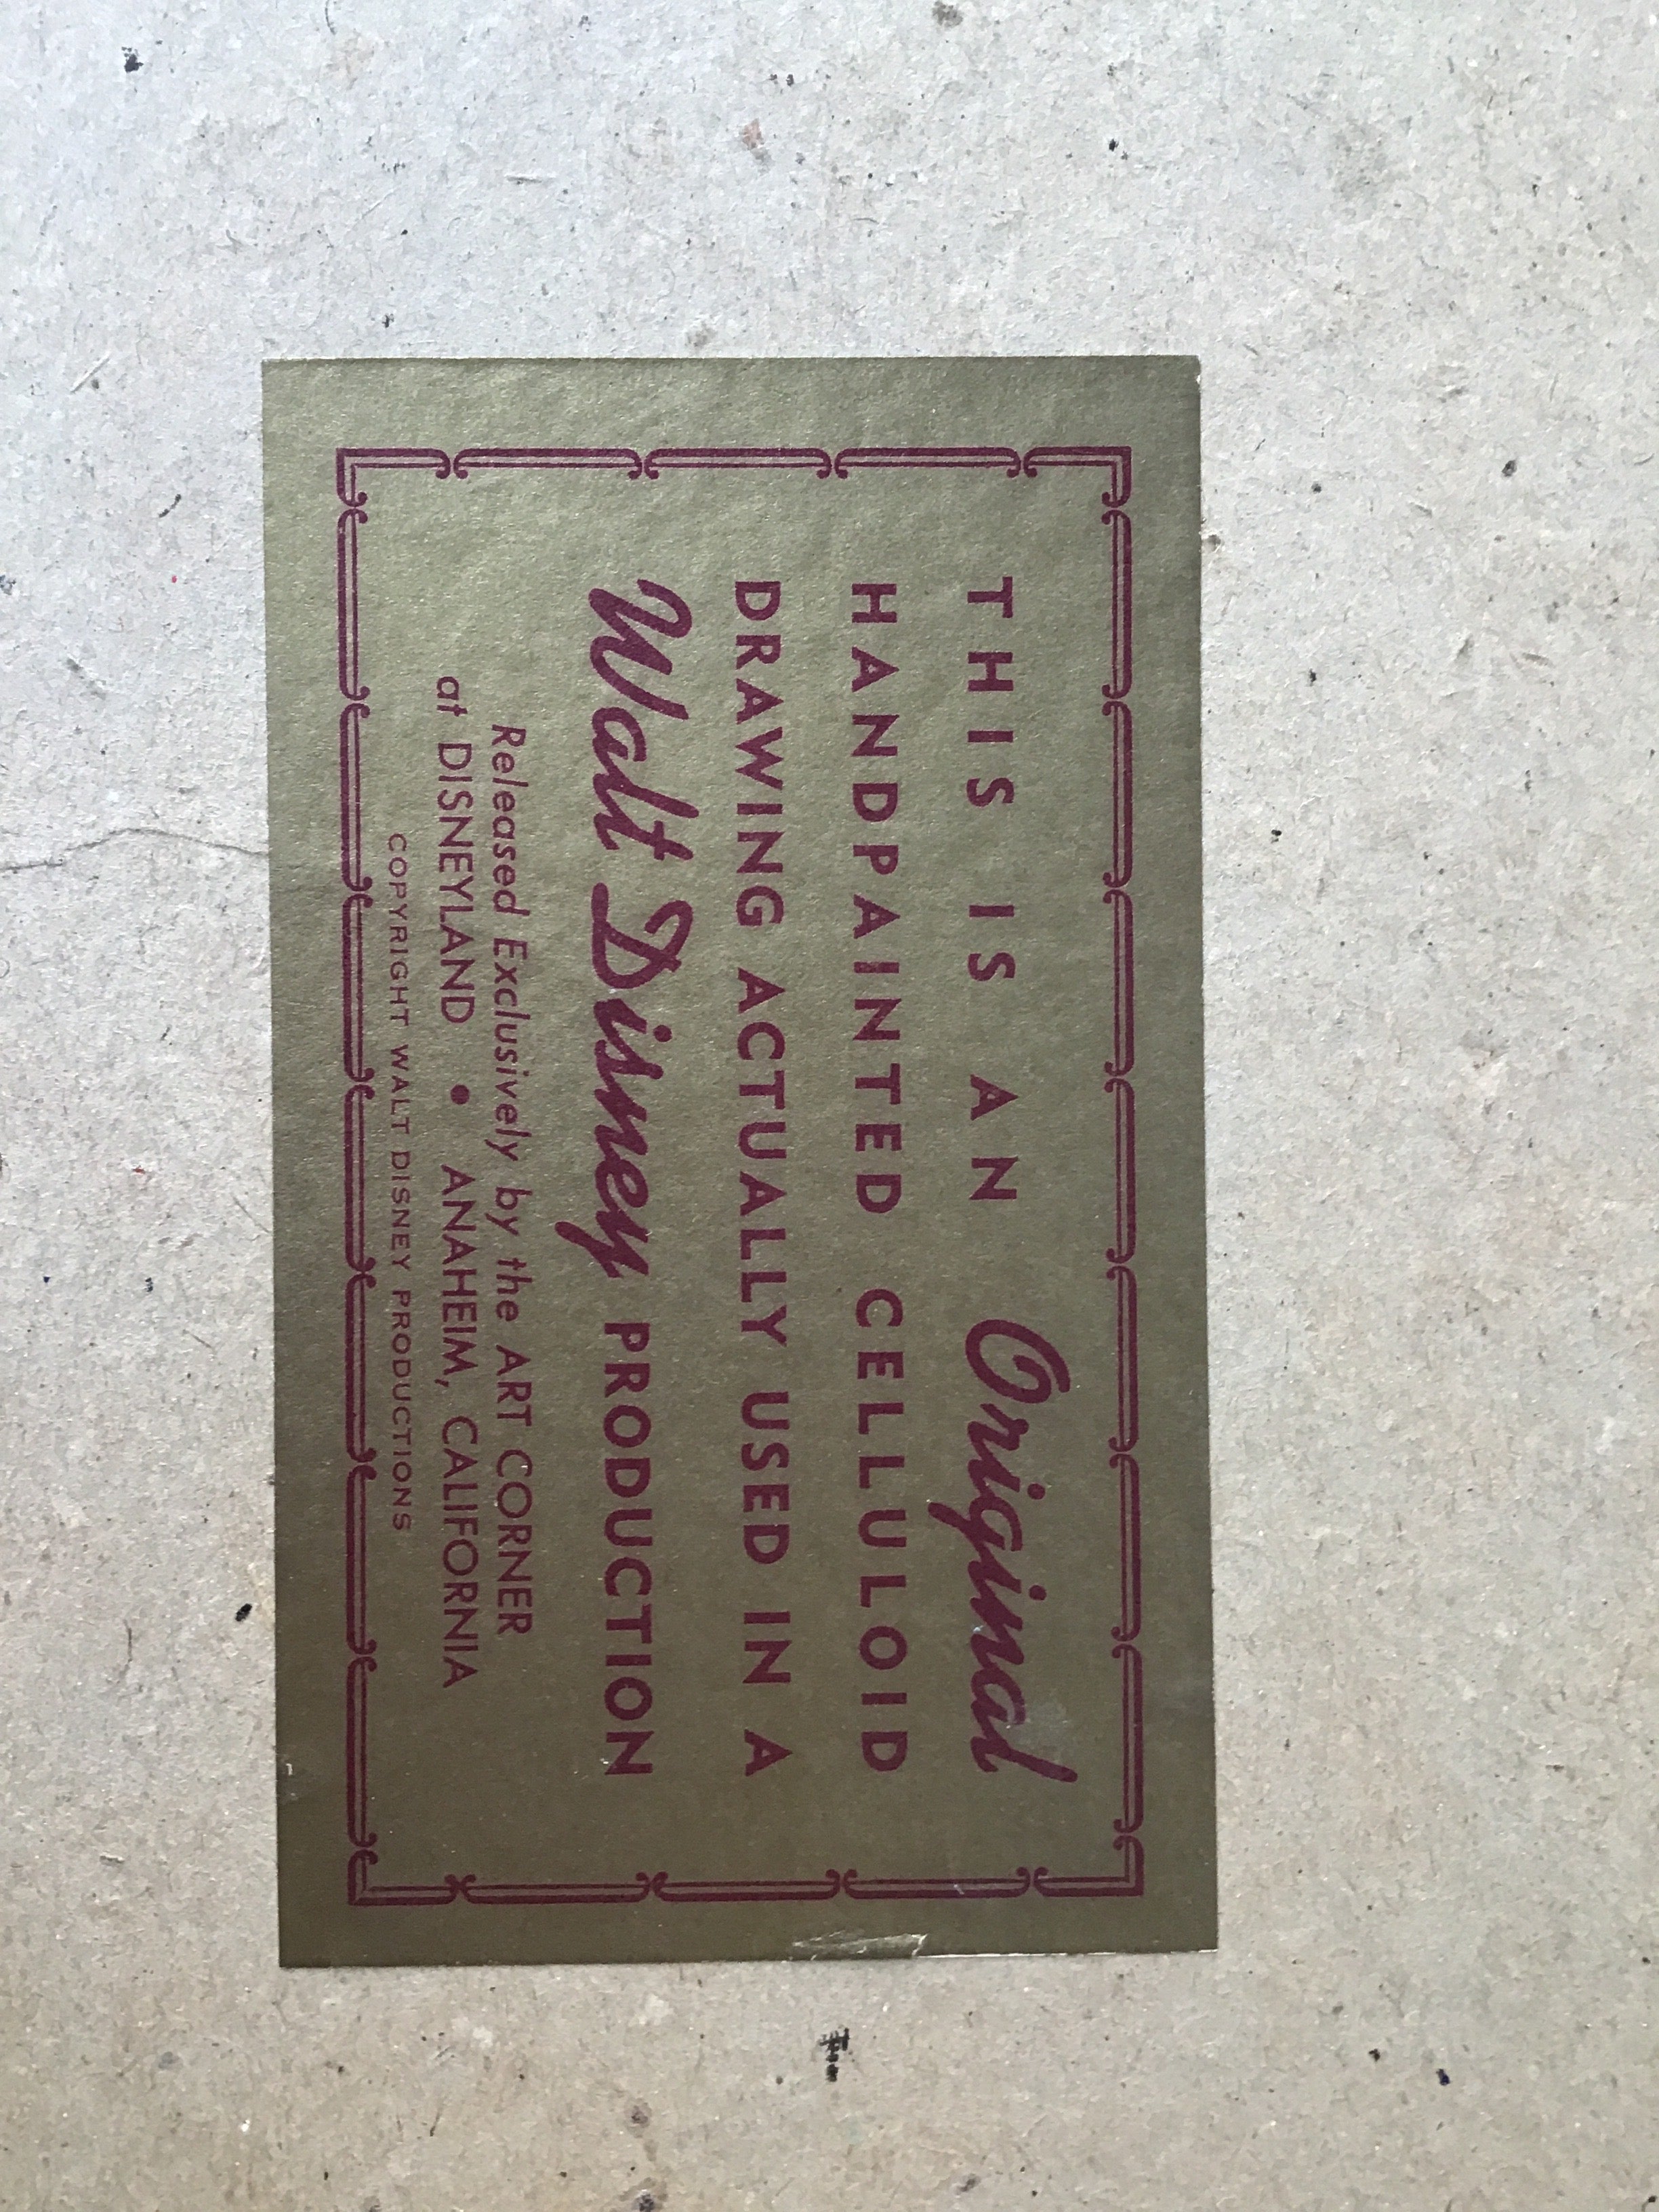 THIS IS AN Original
HANDPAINTED CELLULOID
DRAWING ACTUALLY USED IN A
Walt Disney PRODUCTION
Released Exclusively by the ART CORNER
at DISNEYLAND • ANAHEIM, CALIFORNIA
COPYRIGHT WALT DISNEY PRODUCTIONS